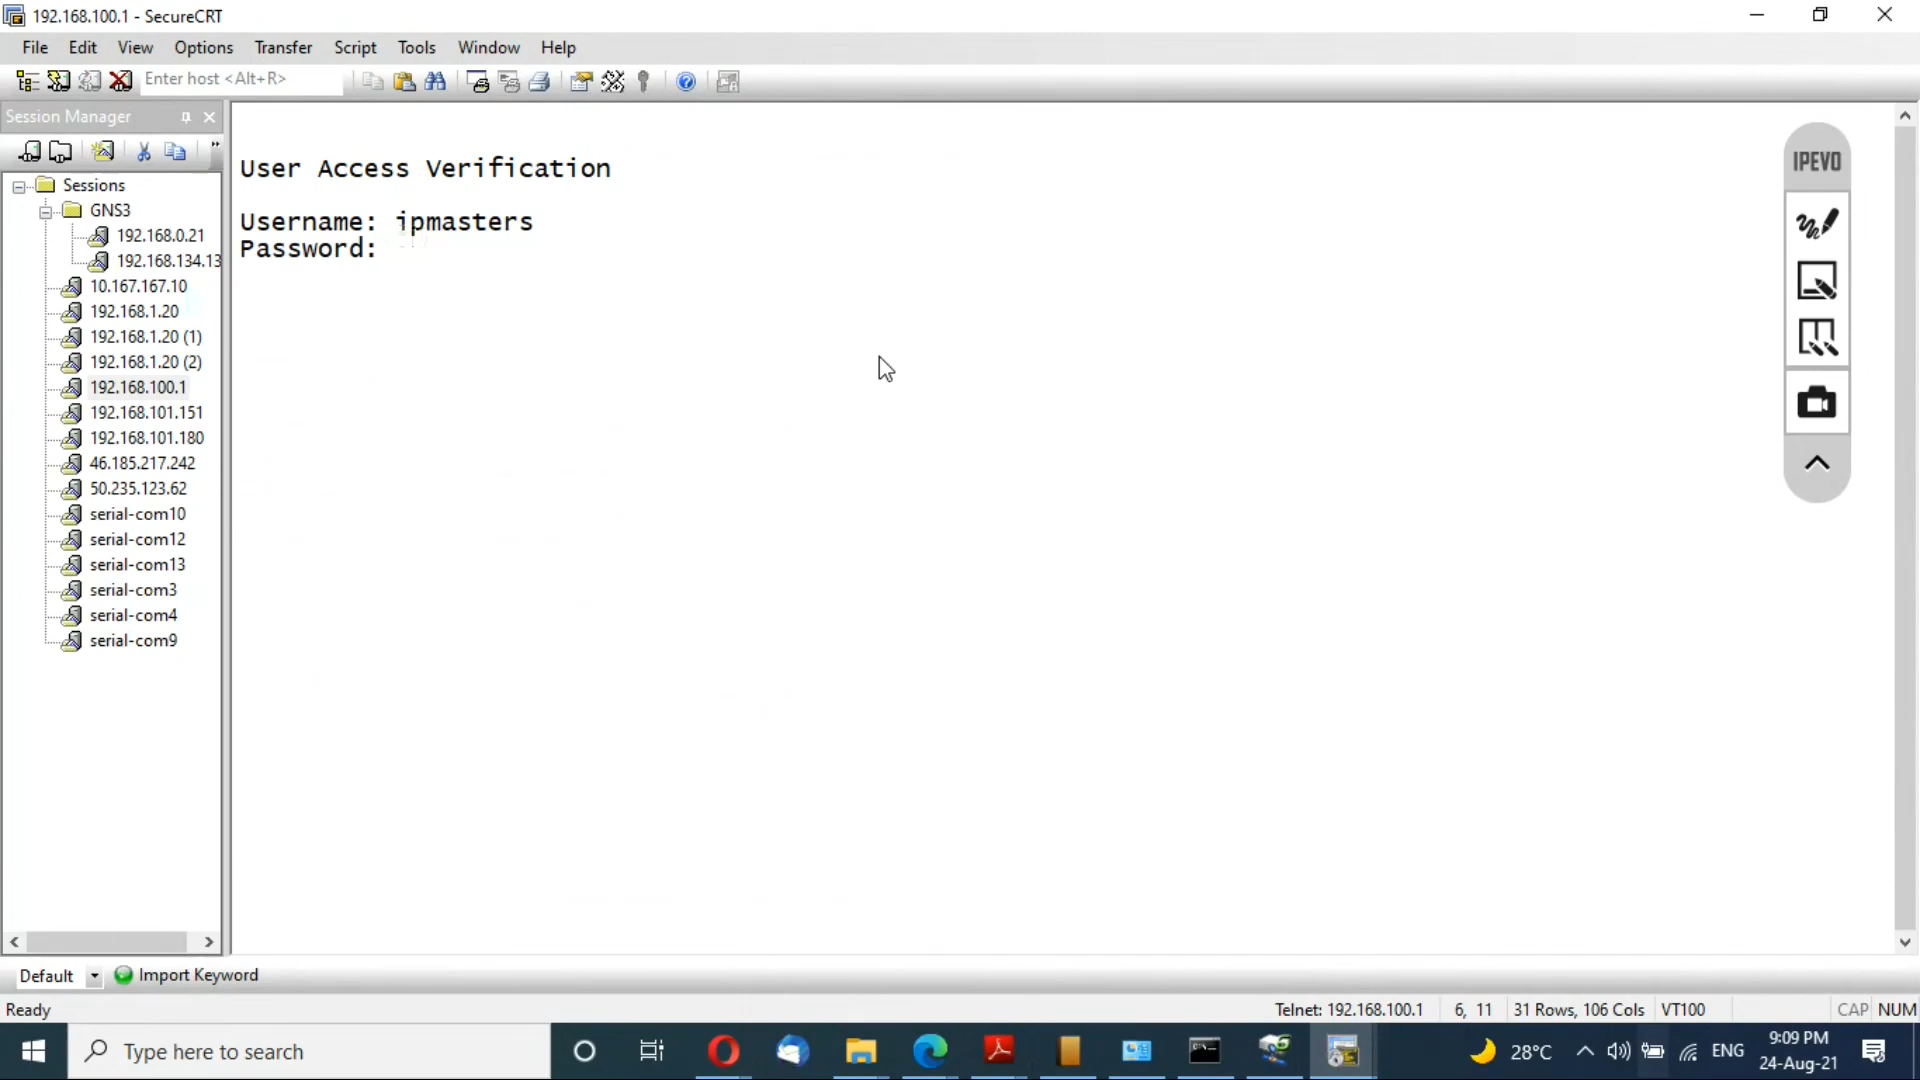 192.168.100.1 - SecureCRT
File Edit View Options Transfer Script Tools Window Help
Enter host <Alt+R>
Session Manager
Sessions
GNS3
192.168.0.21
192.168.134.13
10.167.167.10
192.168.1.20
192.168.1.20 (1)
192.168.1.20 (2)
192.168.100.1
192.168.101.151
192.168.101.180
46.185.217.242
50.235.123.62
serial-com10
serial-com12
serial-com13
serial-com3
serial-com4
serial-com9
User Access Verification
Username: ipmasters
Password:
IPEVO
Default Import Keyword
Ready Telnet: 192.168.100.1 6, 11 31 Rows, 106 Cols VT100 CAP NUM
Type here to search 28°C ENG 9:09 PM
24-Aug-21